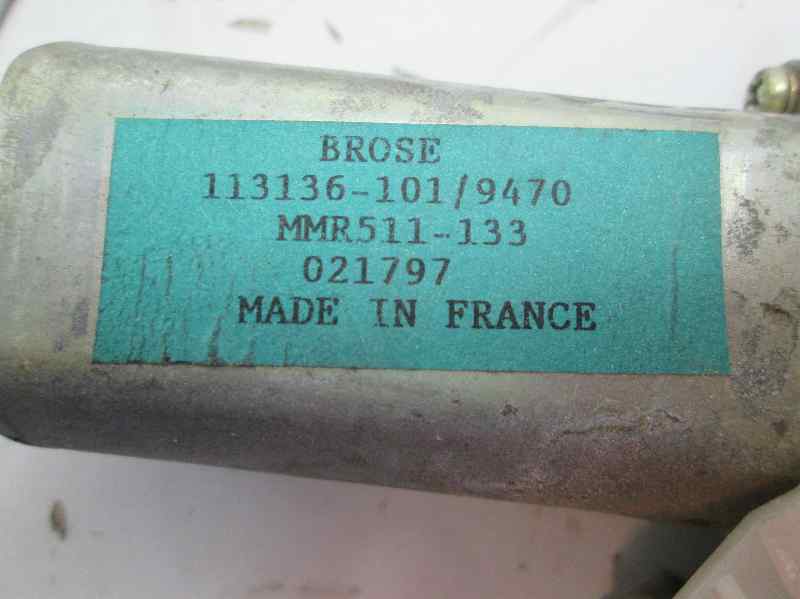 BROSE
113136-101/9470
MMR511-133
021797
MADE IN FRANCE